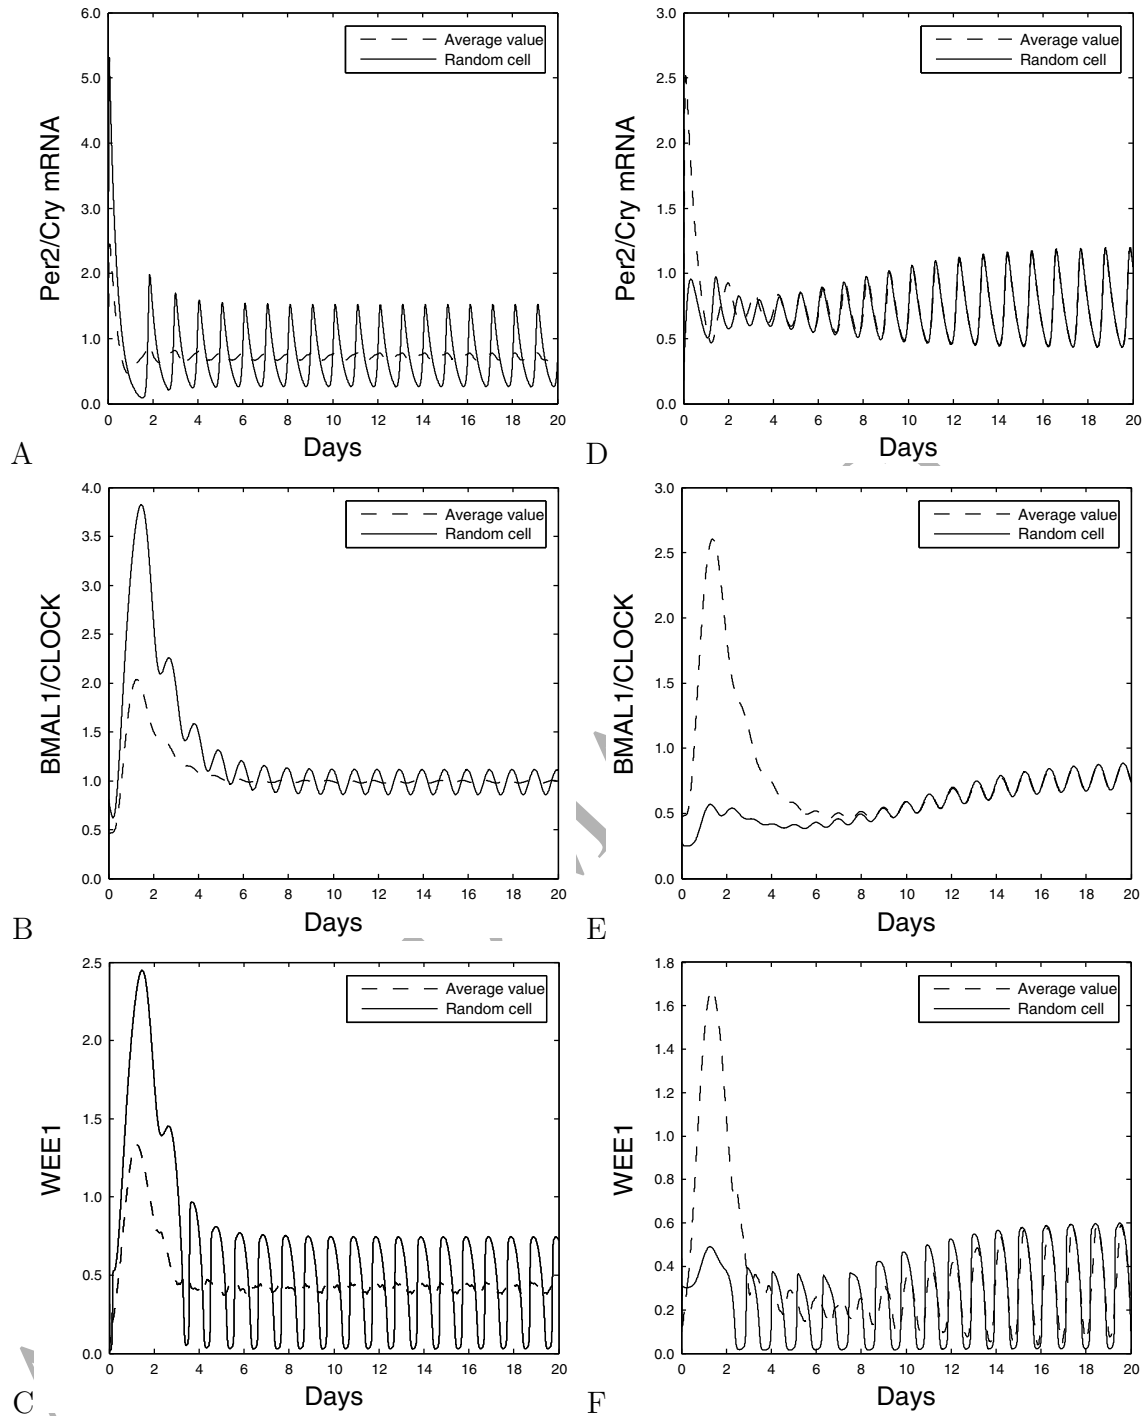 6.0
5.0
4.0
3.0
2.0
1.0
0.0
Per2/Cry mRNA
Average value
Random cell
0 2 4 6 8 10 12 14 16 18 20
Days
A
3.0
2.5
2.0
1.5
1.0
0.5
0.0
Per2/Cry mRNA
Average value
Random cell
0 2 4 6 8 10 12 14 16 18 20
Days
D
4.0
3.5
3.0
2.5
2.0
1.5
1.0
0.5
0.0
BMAL1/CLOCK
Average value
Random cell
0 2 4 6 8 10 12 14 16 18 20
Days
B
3.0
2.5
2.0
1.5
1.0
0.5
0.0
BMAL1/CLOCK
Average value
Random cell
0 2 4 6 8 10 12 14 16 18 20
Days
E
2.5
2.0
1.5
1.0
0.5
0.0
WEE1
Average value
Random cell
0 2 4 6 8 10 12 14 16 18 20
Days
C
1.8
1.6
1.4
1.2
1.0
0.8
0.6
0.4
0.2
0.0
WEE1
Average value
Random cell
0 2 4 6 8 10 12 14 16 18 20
Days
F